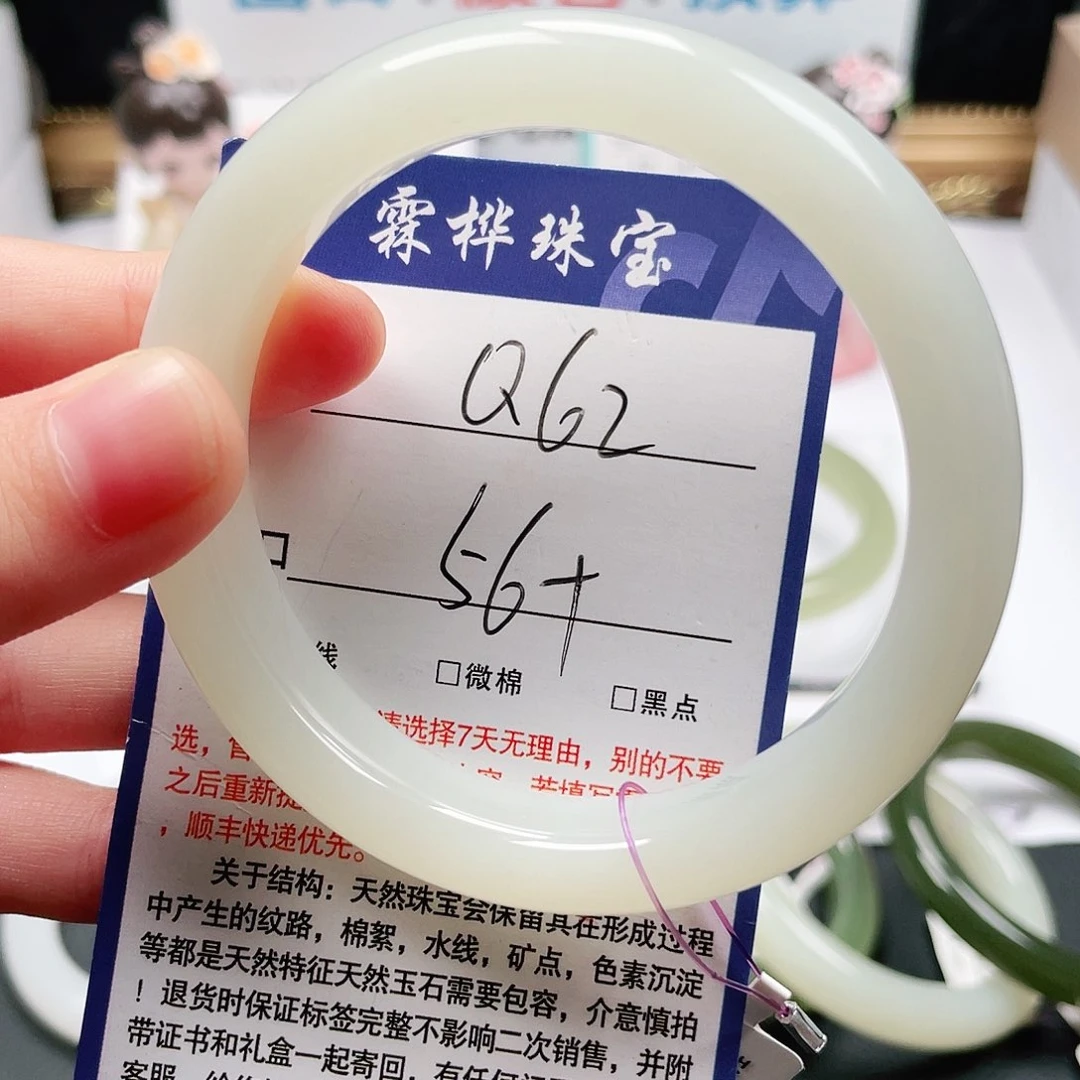 霖桦珠宝
Q62
口
56+
线 □微棉 □黑点
请选择7天无理由，别的不要
选，
之后重新
，顺丰快递优先。
关于结构：天然珠宝会保留其在形成过程
中产生的纹路，棉絮，水线，矿点，色素沉淀
等都是天然特征天然玉石需要包容，介意慎拍
！退货时保证标签完整不影响二次销售，并附
带证书和礼盒一起寄回，有任何
客服